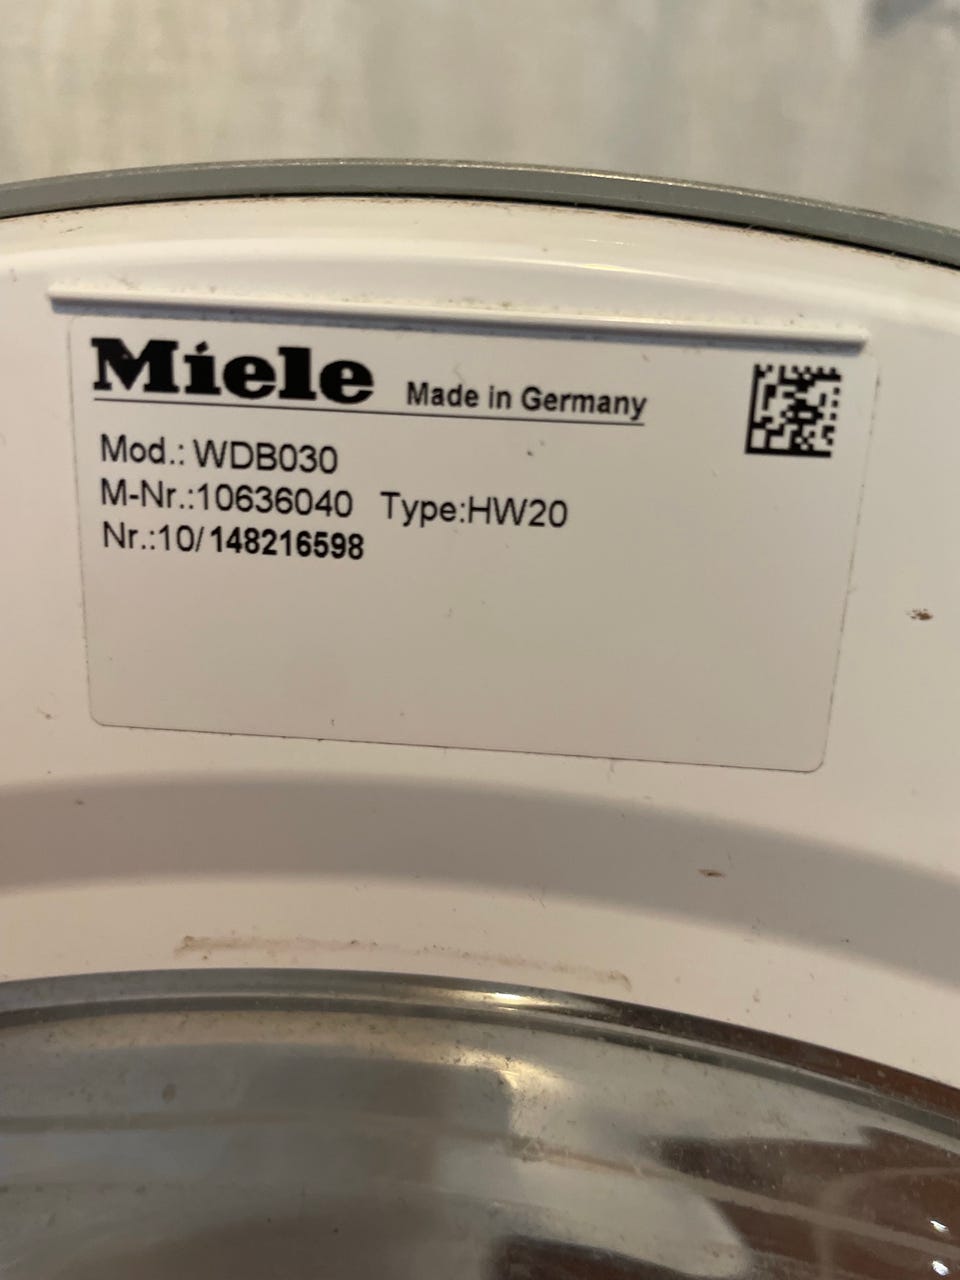 Miele Made in Germany
Mod.: WDB030
M-Nr.:10636040 Type:HW20
Nr.:10/148216598